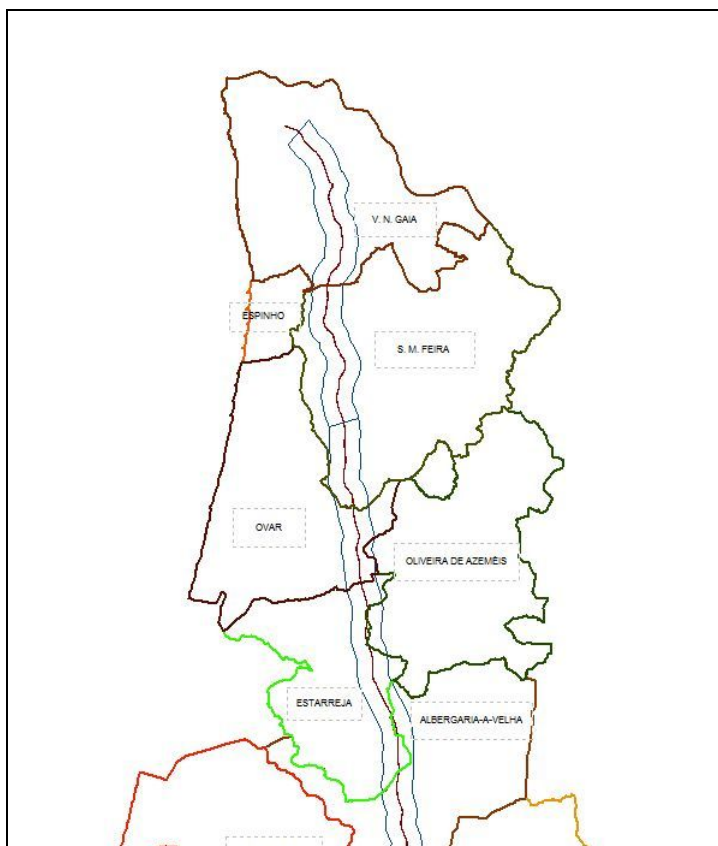 V. N. GAIA
ESPINHO
S. M. FEIRA
OVAR
OLIVEIRA DE AZEMÉIS
ESTARREJA
ALBERGARIA-A-VELHA